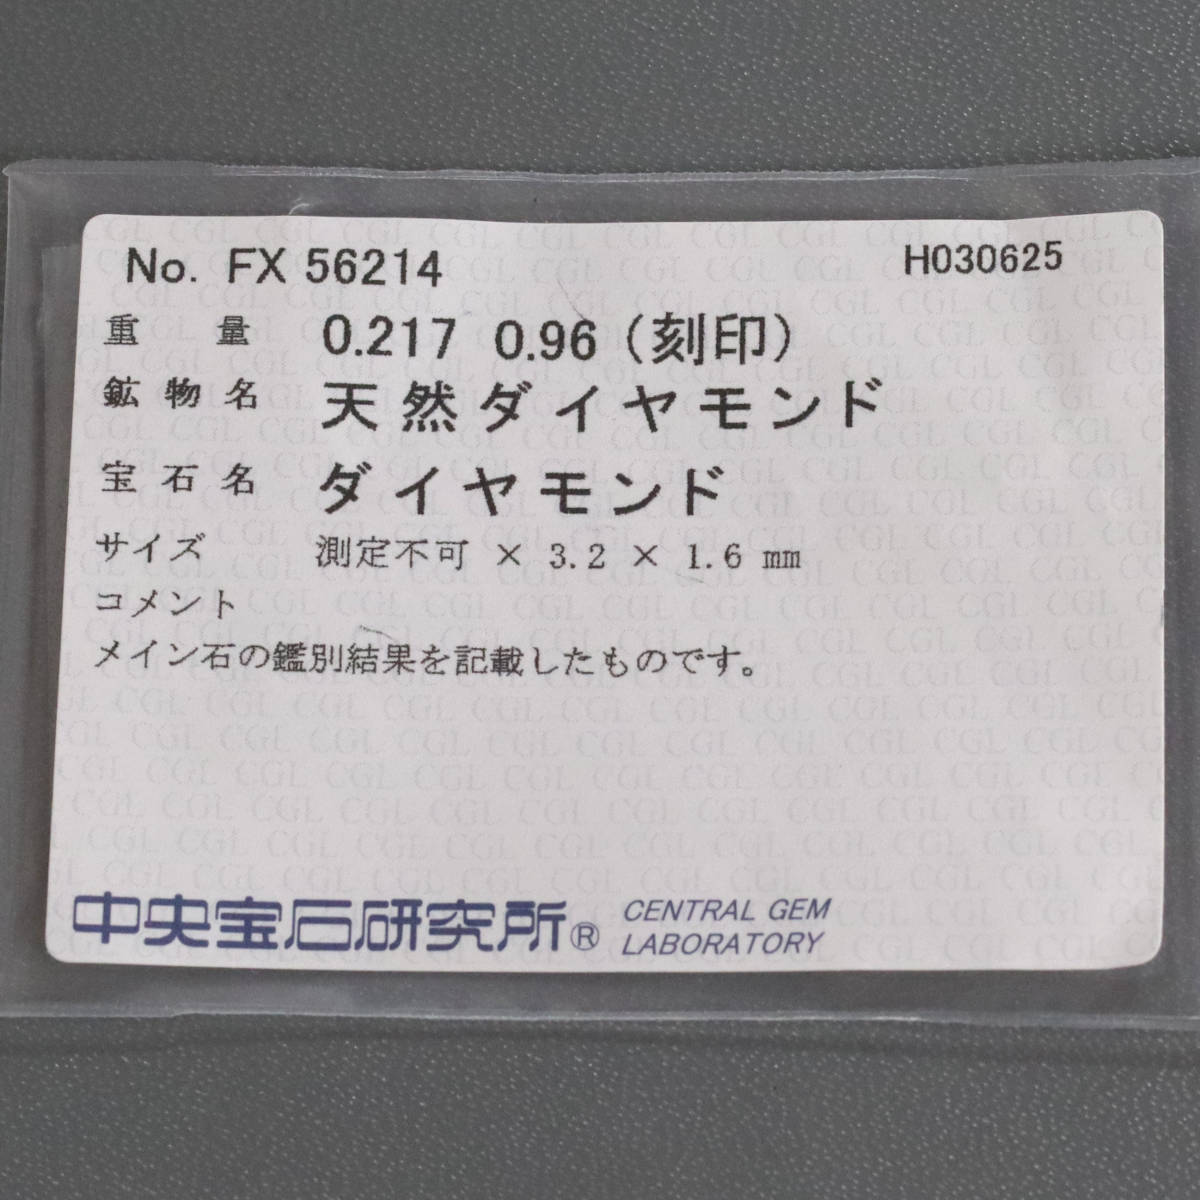 No. FX 56214 H030625
重量 0.217 0.96（刻印）
鉱物名 天然ダイヤモンド
宝石名 ダイヤモンド
サイズ 測定不可 × 3.2 × 1.6 mm
コメント
メイン石の鑑別結果を記載したものです。
中央宝石研究所® CENTRAL GEM
LABORATORY